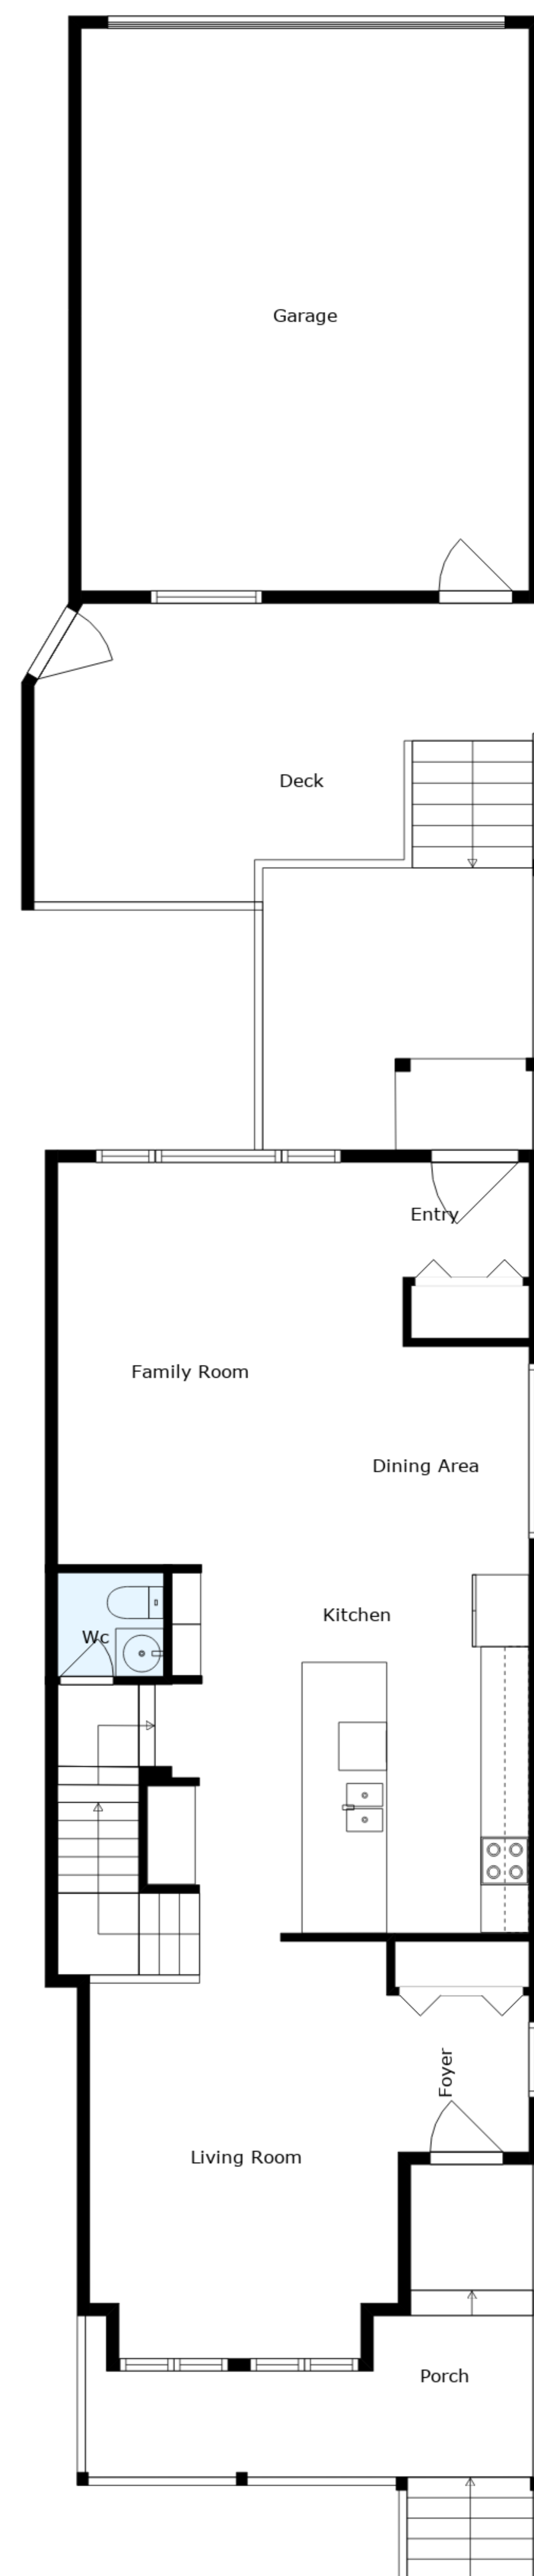 Garage
Deck
Entry
Family Room
Dining Area
Kitchen
Wc
Foyer
Living Room
Porch